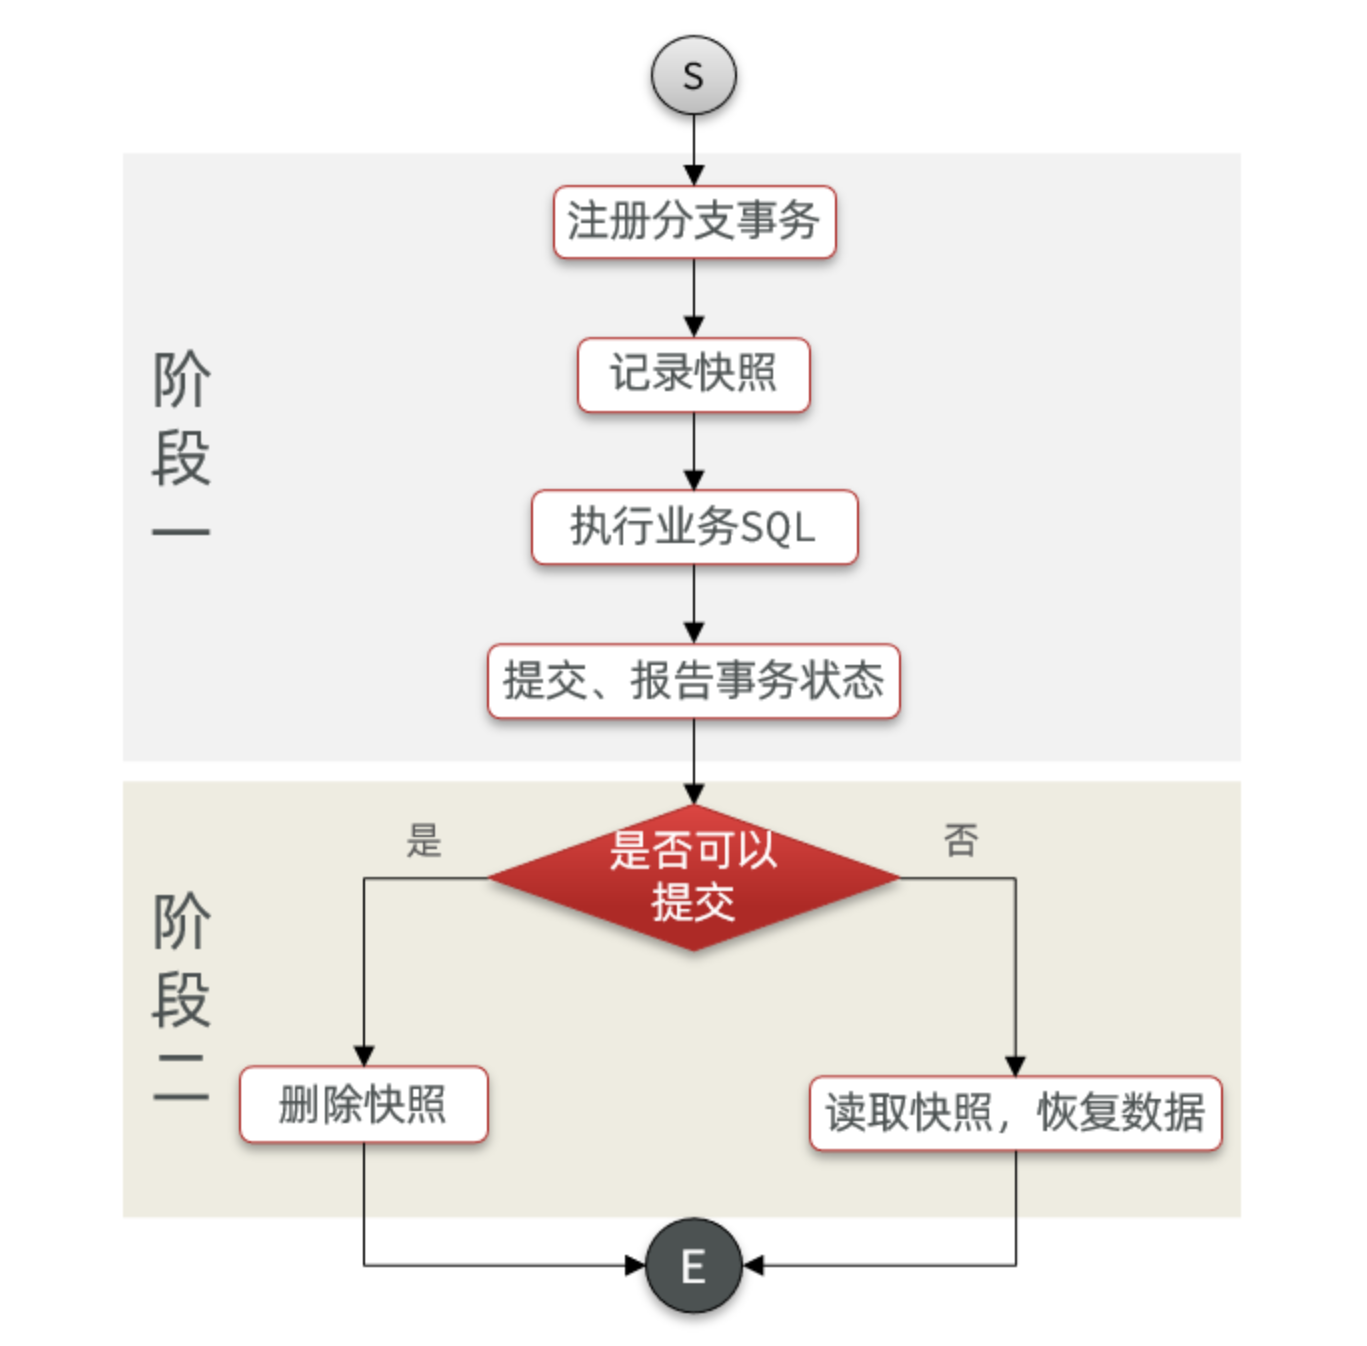 S
注册分支事务
记录快照
执行业务SQL
提交、报告事务状态
阶
段
一
是
是否可以
提交
否
阶
段
二
删除快照
读取快照，恢复数据
E